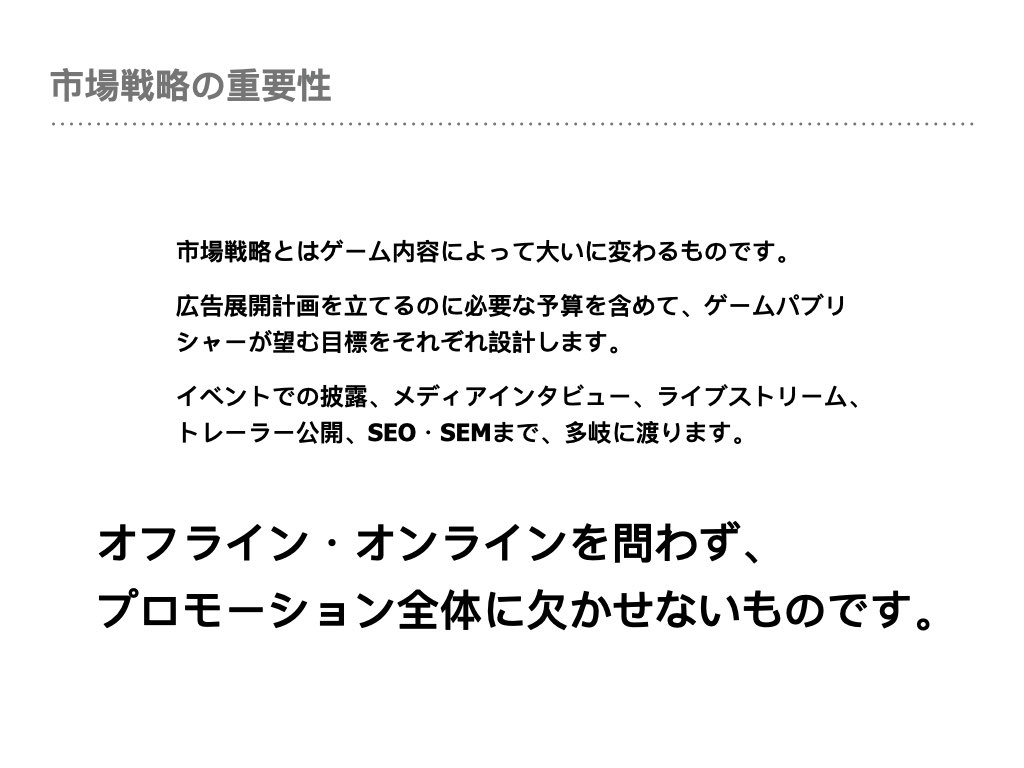 市場戦略の重要性
市場戦略とはゲーム内容によって大いに変わるものです。
広告展開計画を立てるのに必要な予算を含めて、ゲームパブリ
シャーが望む目標をそれぞれ設計します。
イベントでの披露、メディアインタビュー、ライブストリーム、
トレーラー公開、SEO・SEMまで、多岐に渡ります。
オフライン・オンラインを問わず、
プロモーション全体に欠かせないものです。